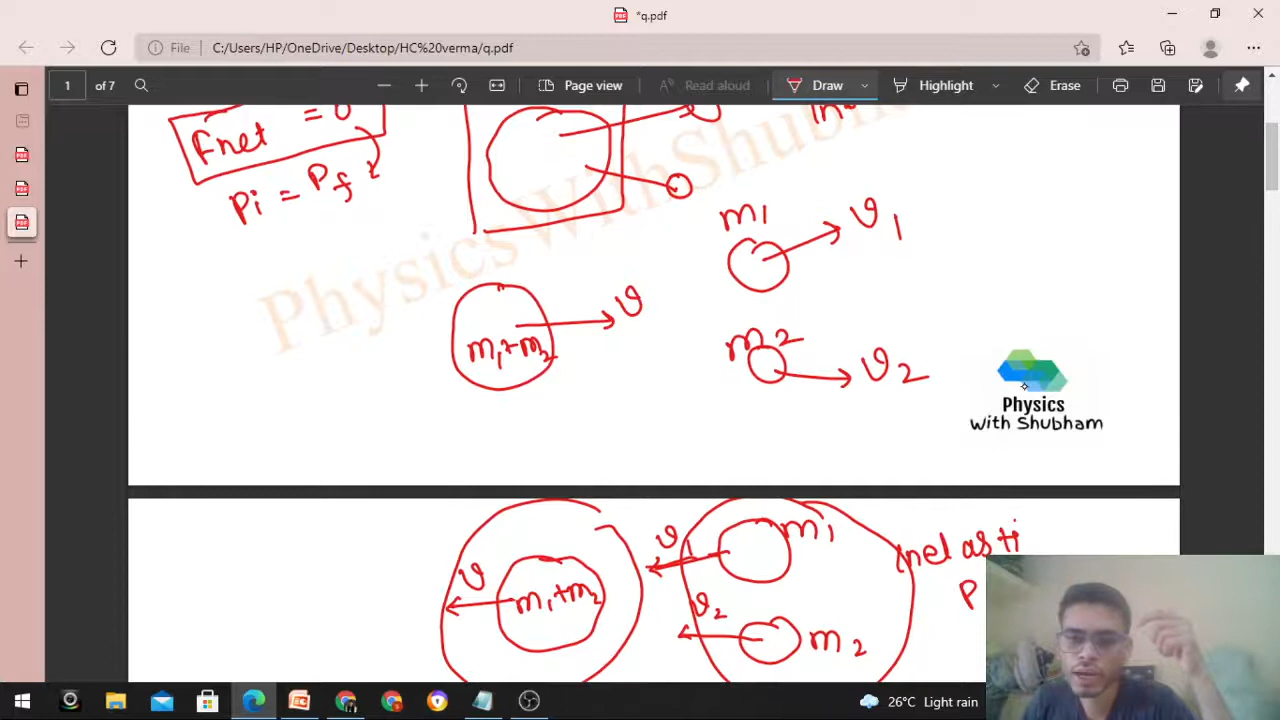 *q.pdf
File C:/Users/HP/OneDrive/Desktop/HC%20verma/q.pdf
1 of 7 Page view Read aloud Draw Highlight Erase
Fnet = 0
Pi = Pf
PhysicsWithShubha
m1 v1
m1+m2 v
m2 v2
Physics
with Shubham
v m1+m2
v1 m1
v2 m2
inelasti
P
26°C Light rain